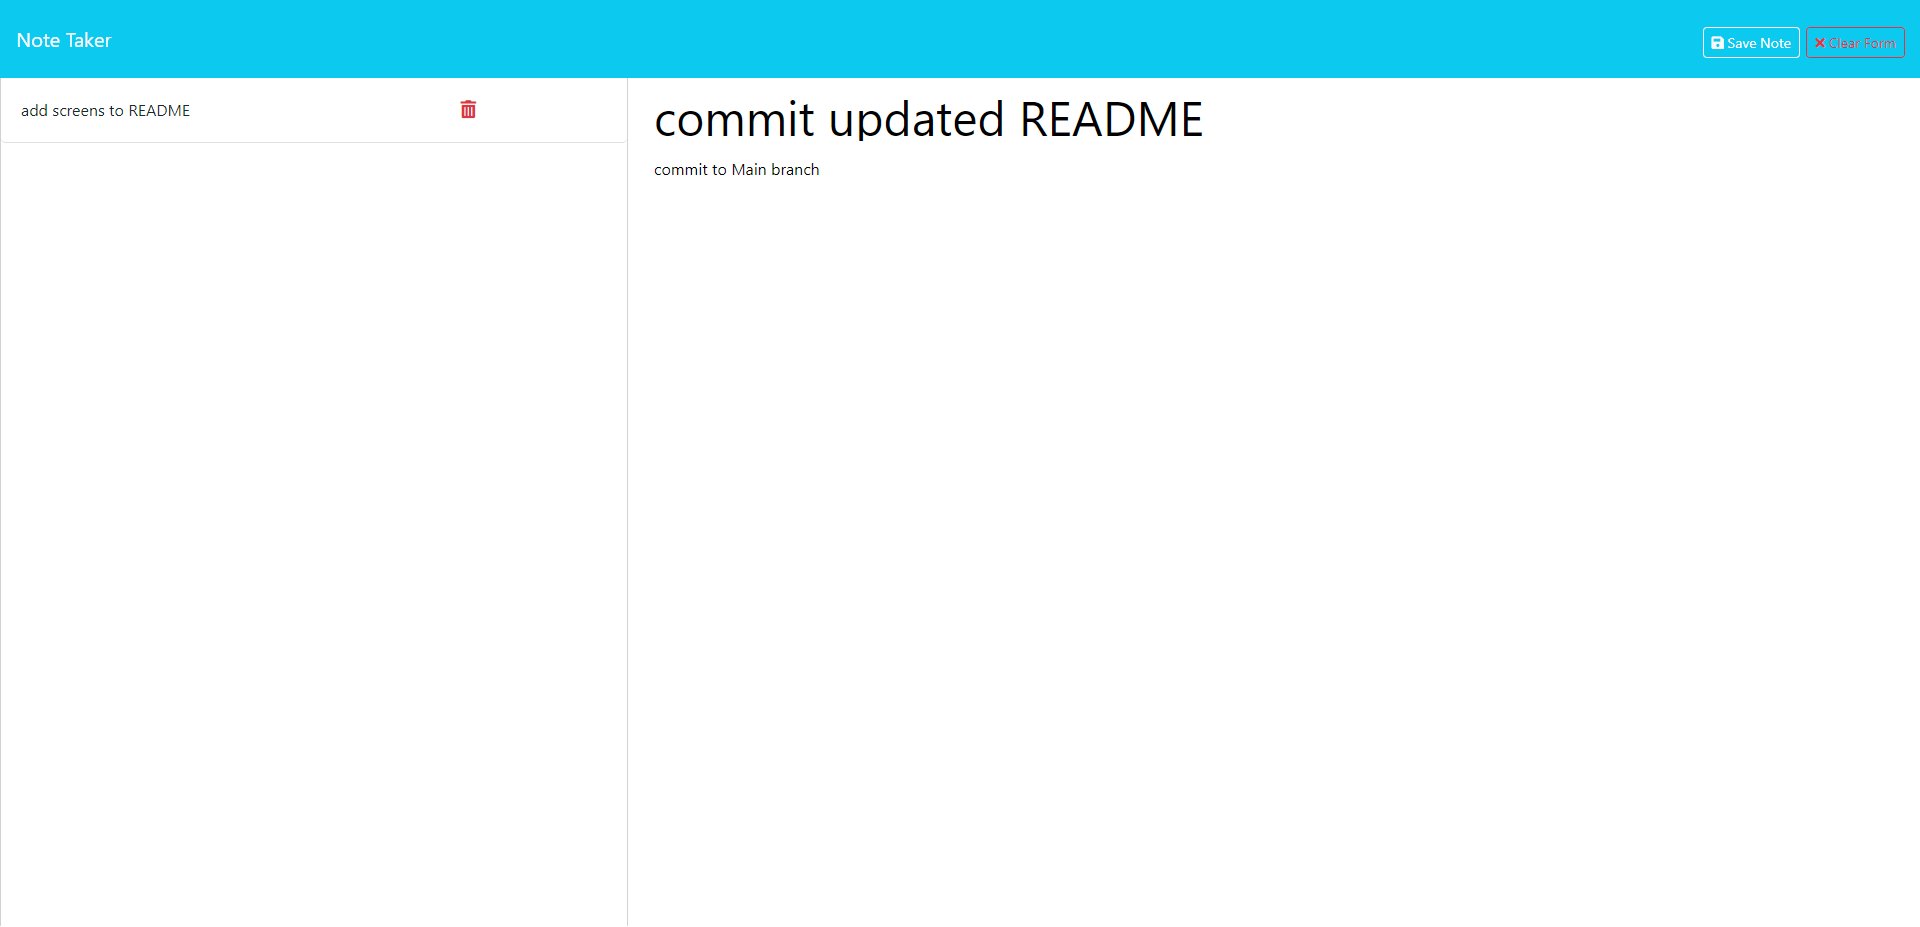 Note Taker
Save Note
Clear Form
add screens to README
commit updated README
commit to Main branch